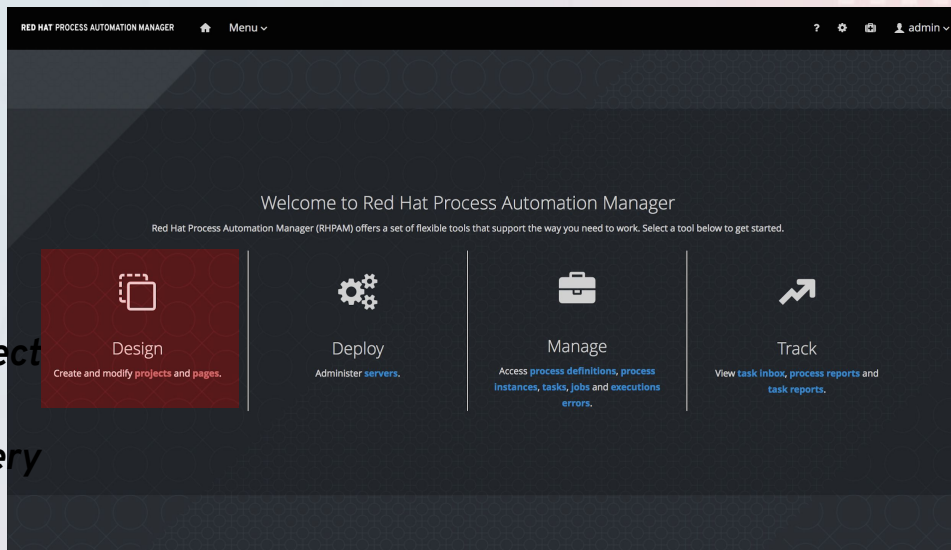 RED HAT PROCESS AUTOMATION MANAGER Menu ? admin
Welcome to Red Hat Process Automation Manager
Red Hat Process Automation Manager (RHPAM) offers a set of flexible tools that support the way you need to work. Select a tool below to get started.
Design
Create and modify projects and pages.
Deploy
Administer servers.
Manage
Access process definitions, process
instances, tasks, jobs and executions
errors.
Track
View task inbox, process reports and
task reports.